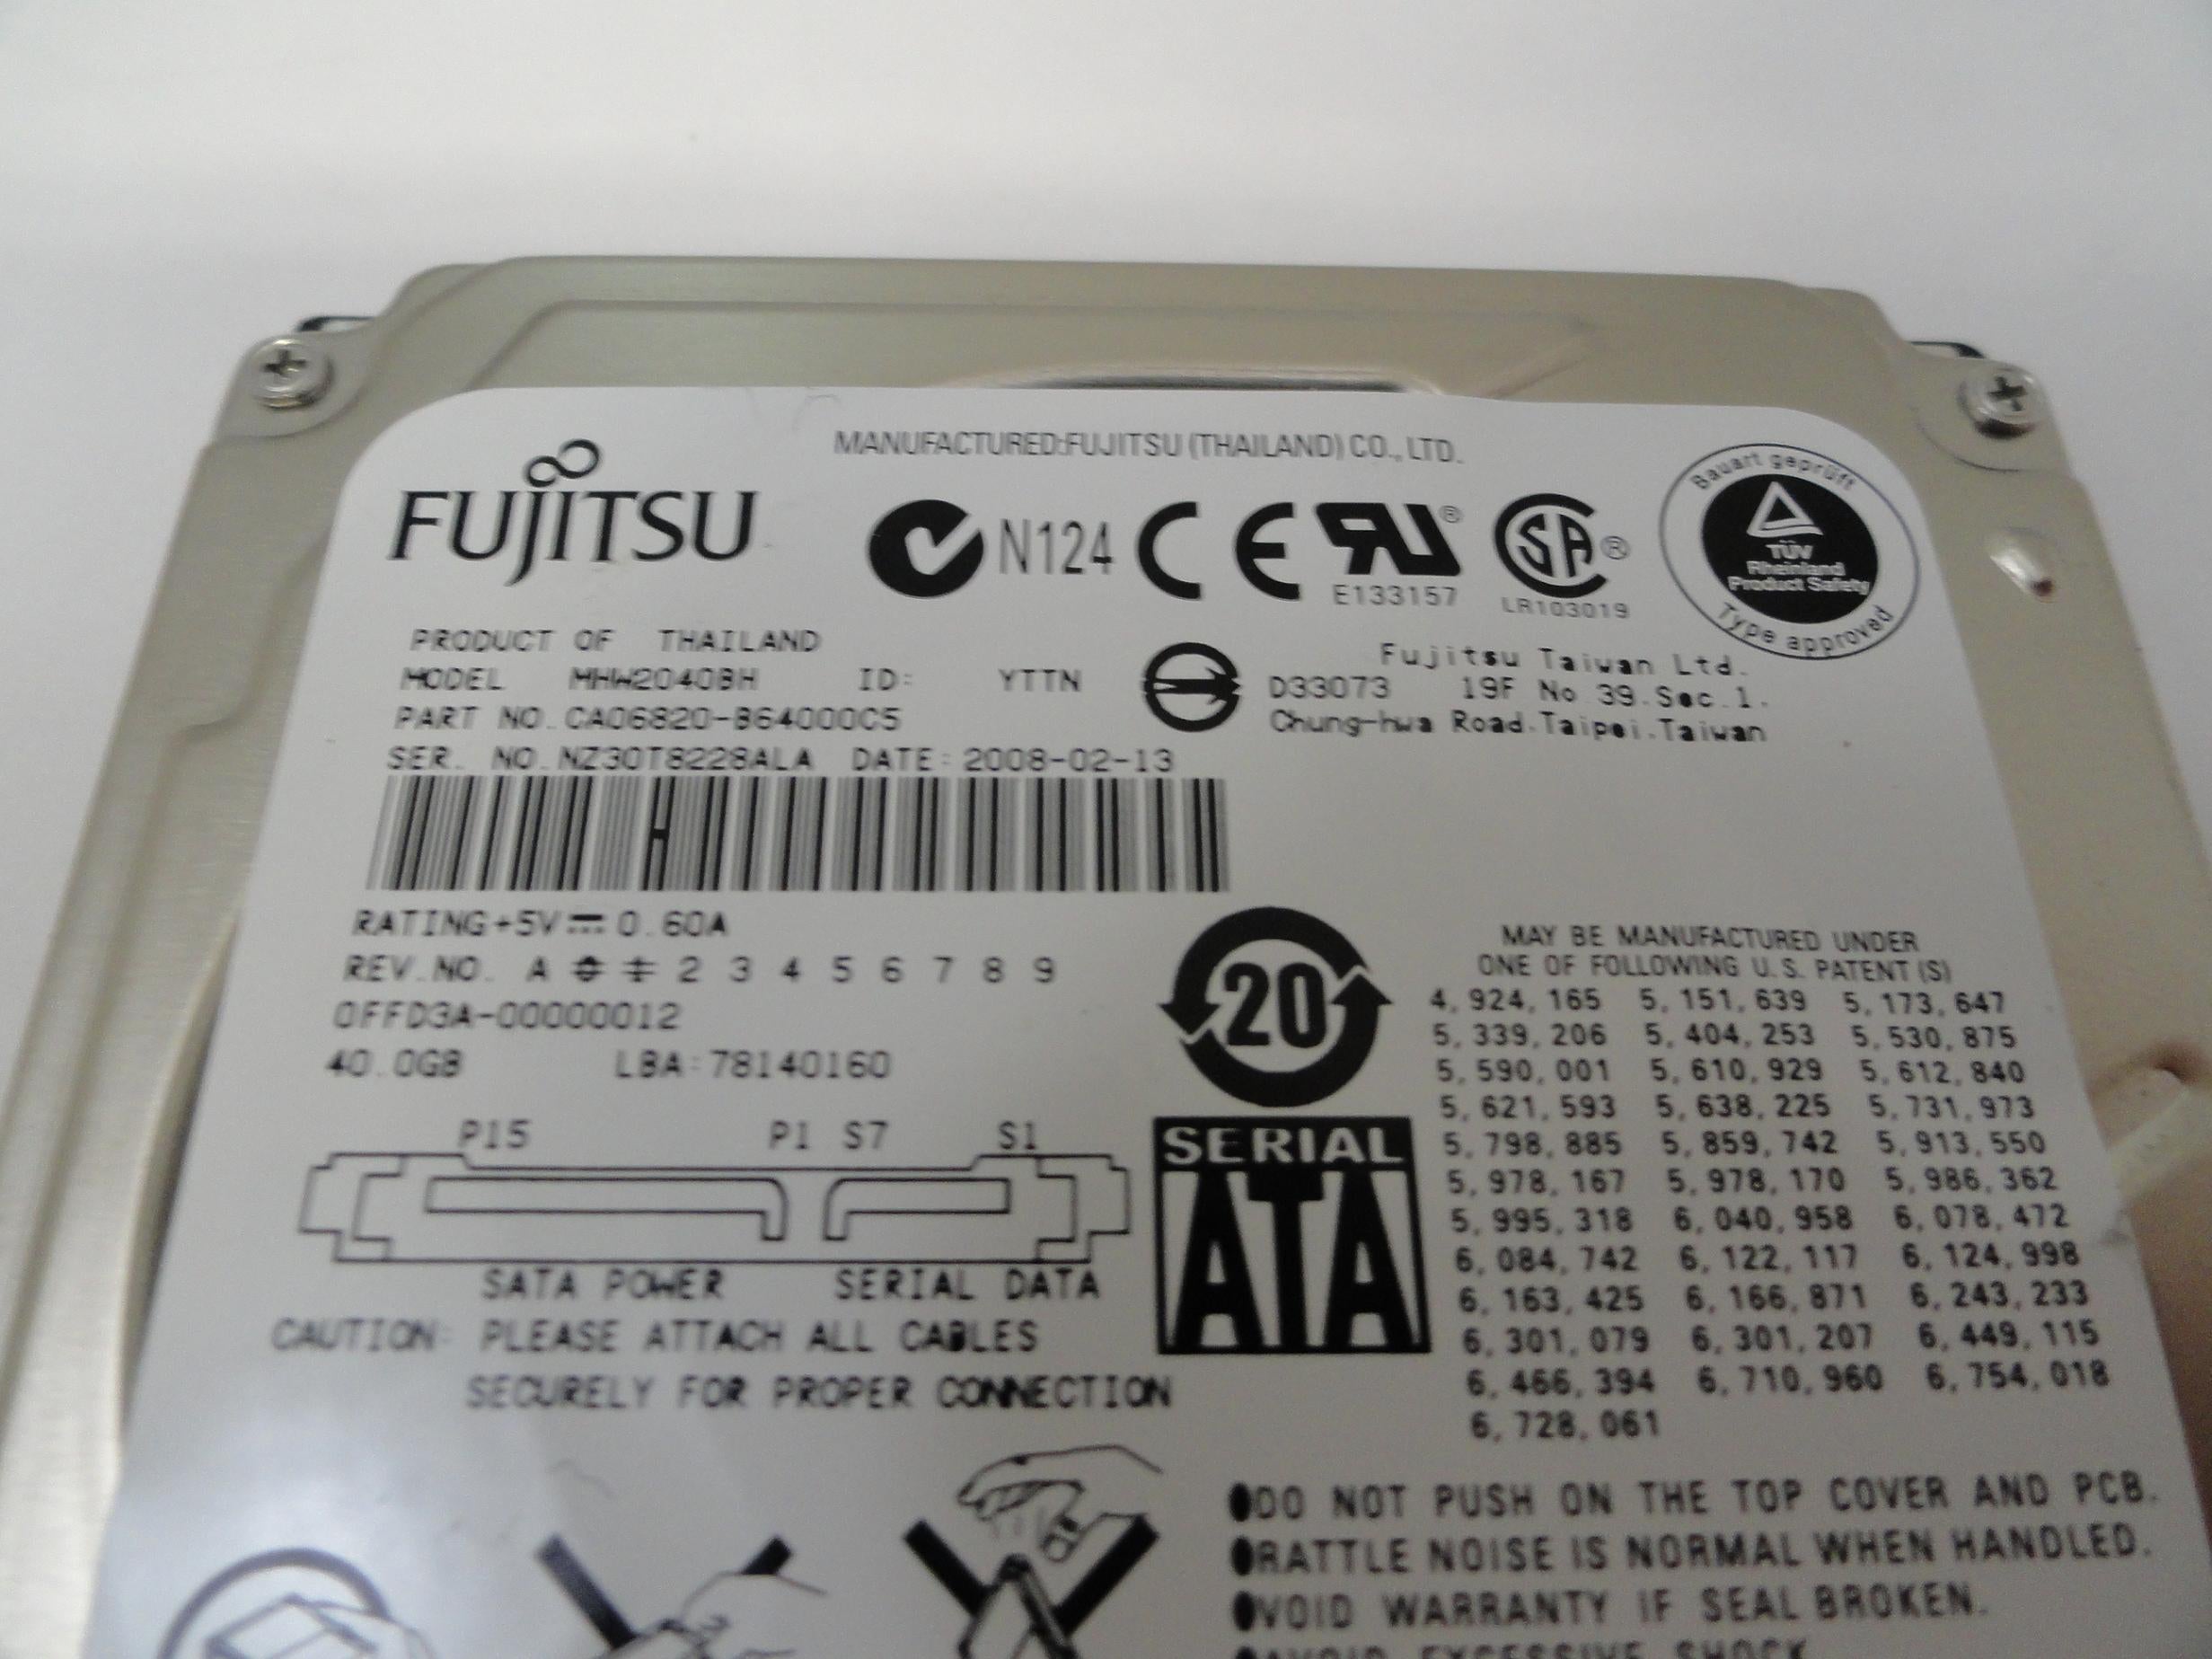 MANUFACTURED:FUJITSU (THAILAND) CO., LTD.
FUJITSU
N124 CE RU® SA®
E133157 LR103019
Bauart geprüft
TÜV
Rheinland
Product Safety
Type approved
PRODUCT OF THAILAND
MODEL MHW2040BH ID: YTTN
PART NO. CA06820-B64000C5
SER. NO. NZ30T8228ALA DATE: 2008-02-13
Fujitsu Taiwan Ltd.
D33073 19F No 39.Sec.1.
Chung-hwa Road.Taipei.Taiwan
RATING +5V 0.60A
REV.NO. A 0 1 2 3 4 5 6 7 8 9
0FFD3A-00000012
40.0GB LBA:78140160
20
P15 P1 S7 S1
SATA POWER SERIAL DATA
CAUTION: PLEASE ATTACH ALL CABLES
SECURELY FOR PROPER CONNECTION
SERIAL
ATA
MAY BE MANUFACTURED UNDER
ONE OF FOLLOWING U.S. PATENT (S)
4,924,165 5,151,639 5,173,647
5,339,206 5,404,253 5,530,875
5,590,001 5,610,929 5,612,840
5,621,593 5,638,225 5,731,973
5,798,885 5,859,742 5,913,550
5,978,167 5,978,170 5,986,362
5,995,318 6,040,958 6,078,472
6,084,742 6,122,117 6,124,998
6,163,425 6,166,871 6,243,233
6,301,079 6,301,207 6,449,115
6,466,394 6,710,960 6,754,018
6,728,061
●DO NOT PUSH ON THE TOP COVER AND PCB.
●RATTLE NOISE IS NORMAL WHEN HANDLED.
●VOID WARRANTY IF SEAL BROKEN.
●AVOID EXCESSIVE SHOCK